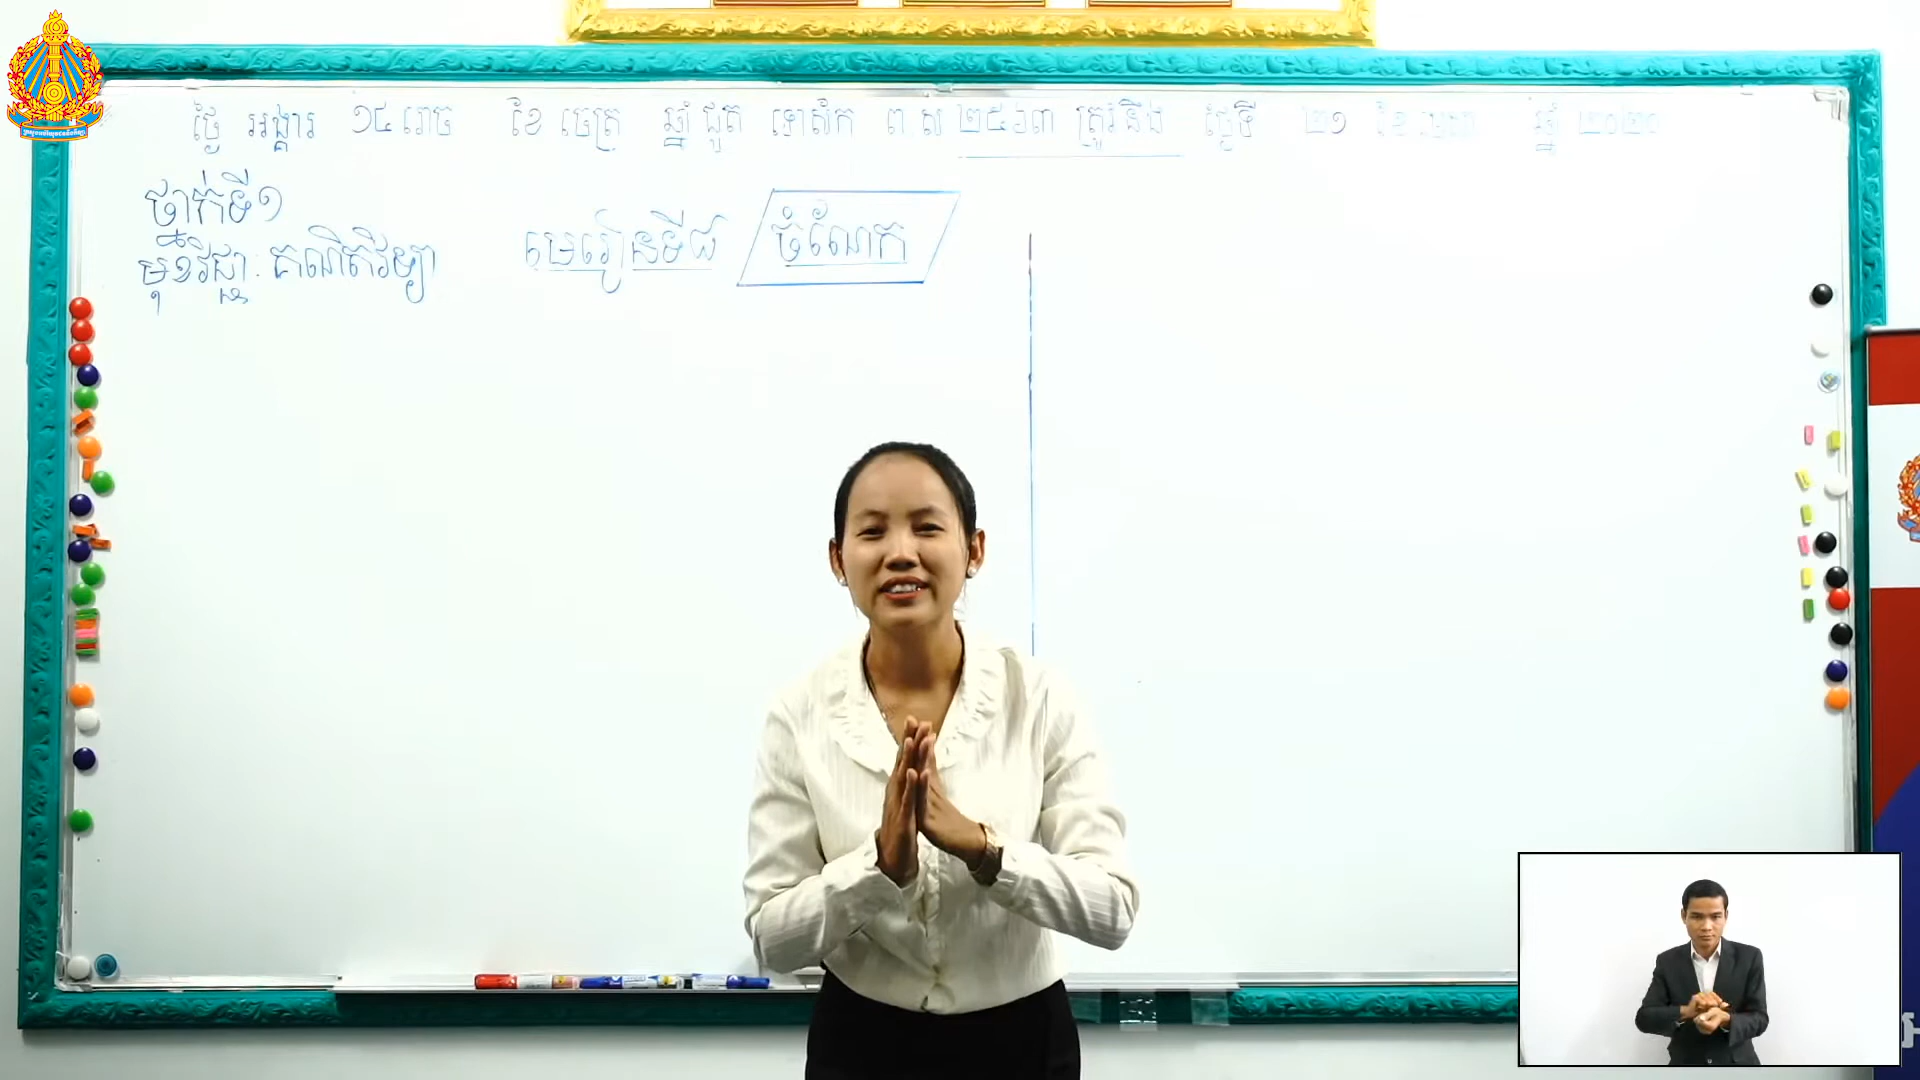 ថ្ងៃ អង្គារ ១៤រោច ខែ ចេត្រ ឆ្នាំ ជូត ទោស័ក ព ស ២៥៦៣ ត្រូវនឹង ថ្ងៃទី ២១ ខែ មេសា ឆ្នាំ ២០២០
ថ្នាក់ទី១
មុខវិជ្ជា: គណិតវិទ្យា
មេរៀនទី៨ ចំណែក